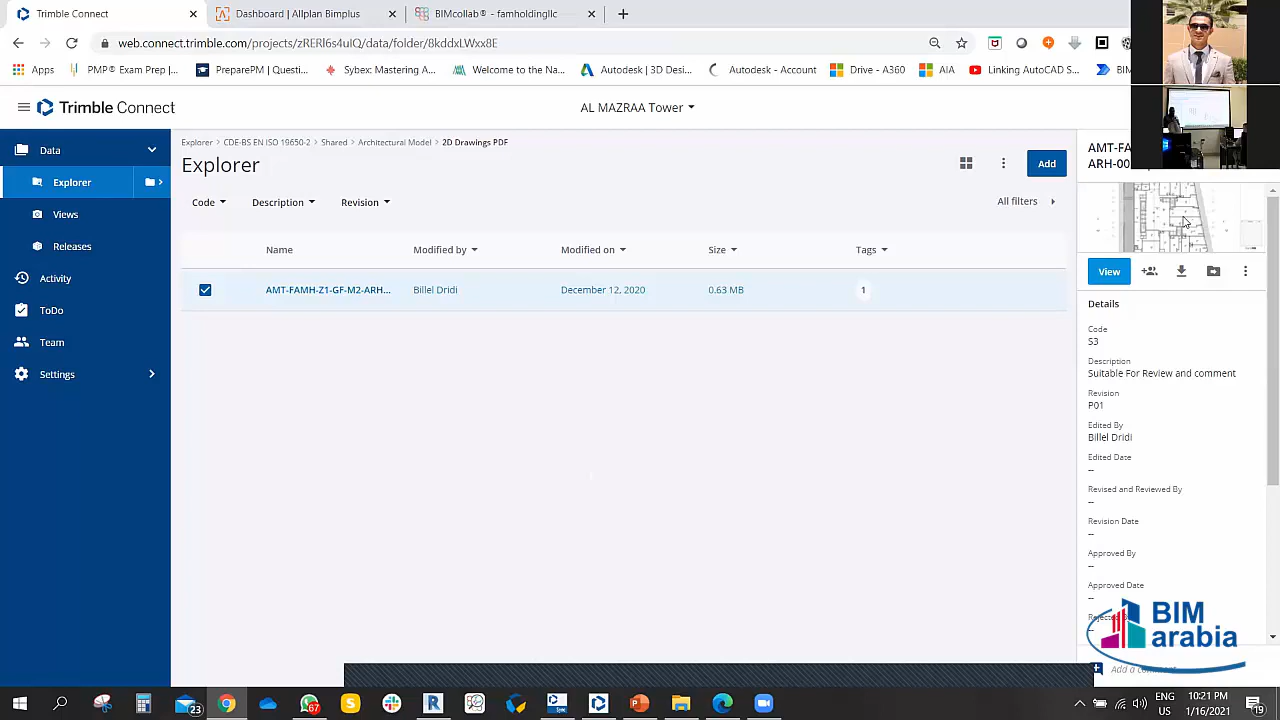 Trimble Connect
Dashboard | Allplan Bimplus
web.connect.trimble.com/projects/zRERI6s4uIQ/data/folder/
Apps
PMP® Exam Prep |...
PreparePM | Questi...
Sybex Mastering...
Welcome to the...
Autodesk | 3D Desi...
Autodesk - Account
Drive - A360
AIA
Linking AutoCAD S...
Trimble Connect
AL MAZRAA Tower
Data
Explorer
Views
Releases
Activity
ToDo
Team
Settings
Explorer > CDE-BS EN ISO 19650-2 > Shared > Architectural Model > 2D Drawings PDF
Explorer
Add
Code
Description
Revision
All filters
Name
Modified by
Modified on
Size
Tags
AMT-FAMH-Z1-GF-M2-ARH...
Billel Dridi
December 12, 2020
0.63 MB
1
AMT-FA
ARH-00
View
Details
Code
S3
Description
Suitable For Review and comment
Revision
P01
Edited By
Billel Dridi
Edited Date
--
Revised and Reviewed By
--
Revision Date
--
Approved By
--
Approved Date
--
BIM
arabia
Add a
23
67
ENG
US
10:21 PM
1/16/2021
19